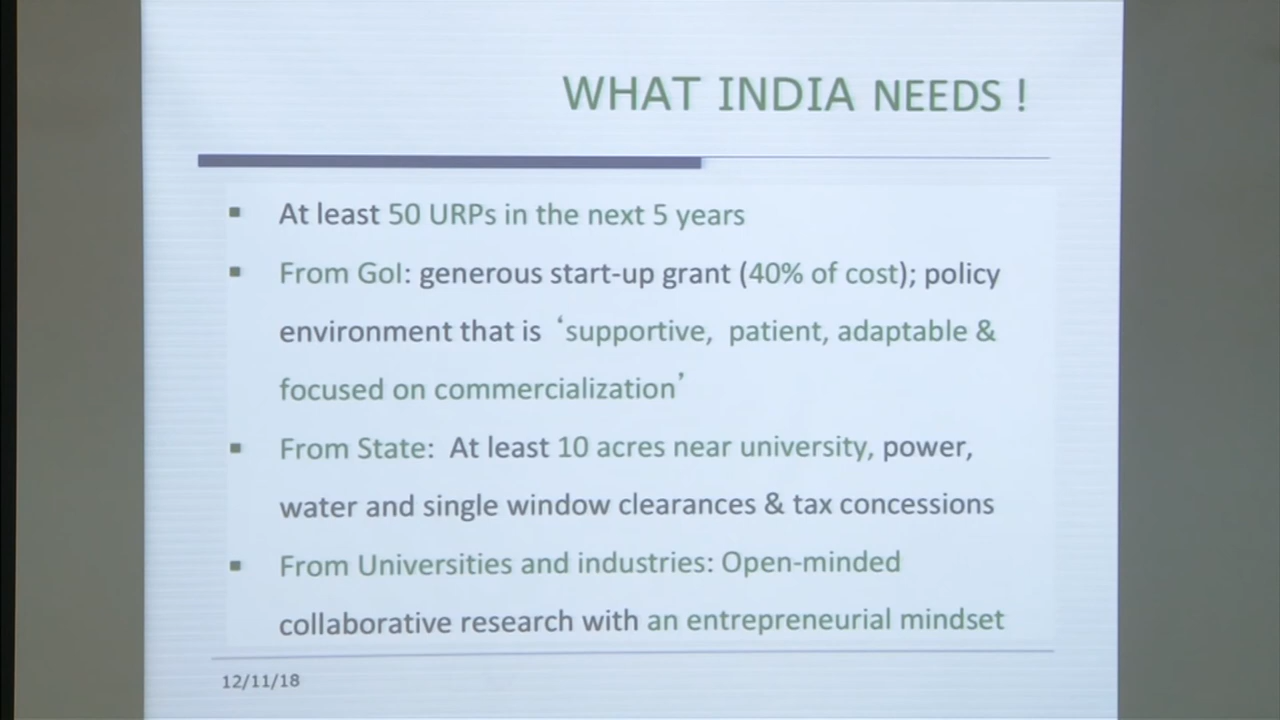 WHAT INDIA NEEDS !
▪ At least 50 URPs in the next 5 years
▪ From GoI: generous start-up grant (40% of cost); policy
environment that is ‘supportive, patient, adaptable &
focused on commercialization’
▪ From State: At least 10 acres near university, power,
water and single window clearances & tax concessions
▪ From Universities and industries: Open-minded
collaborative research with an entrepreneurial mindset
12/11/18